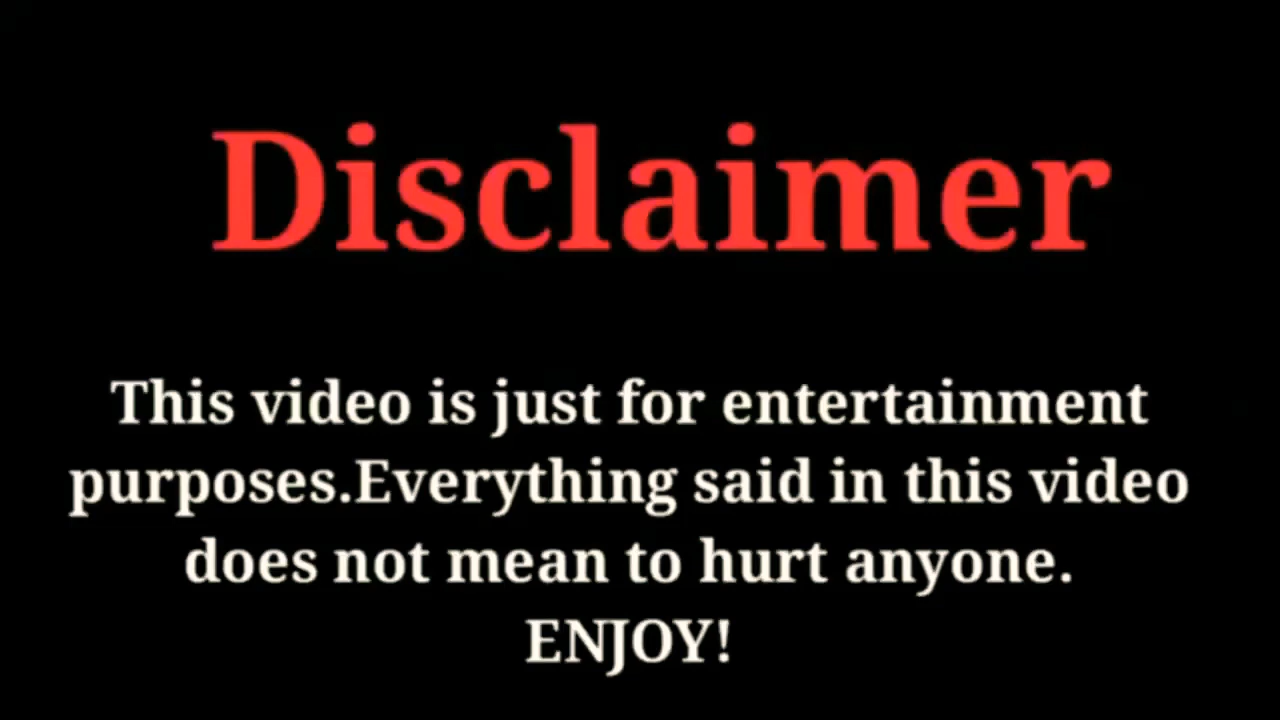 Disclaimer
This video is just for entertainment
purposes.Everything said in this video
does not mean to hurt anyone.
ENJOY!